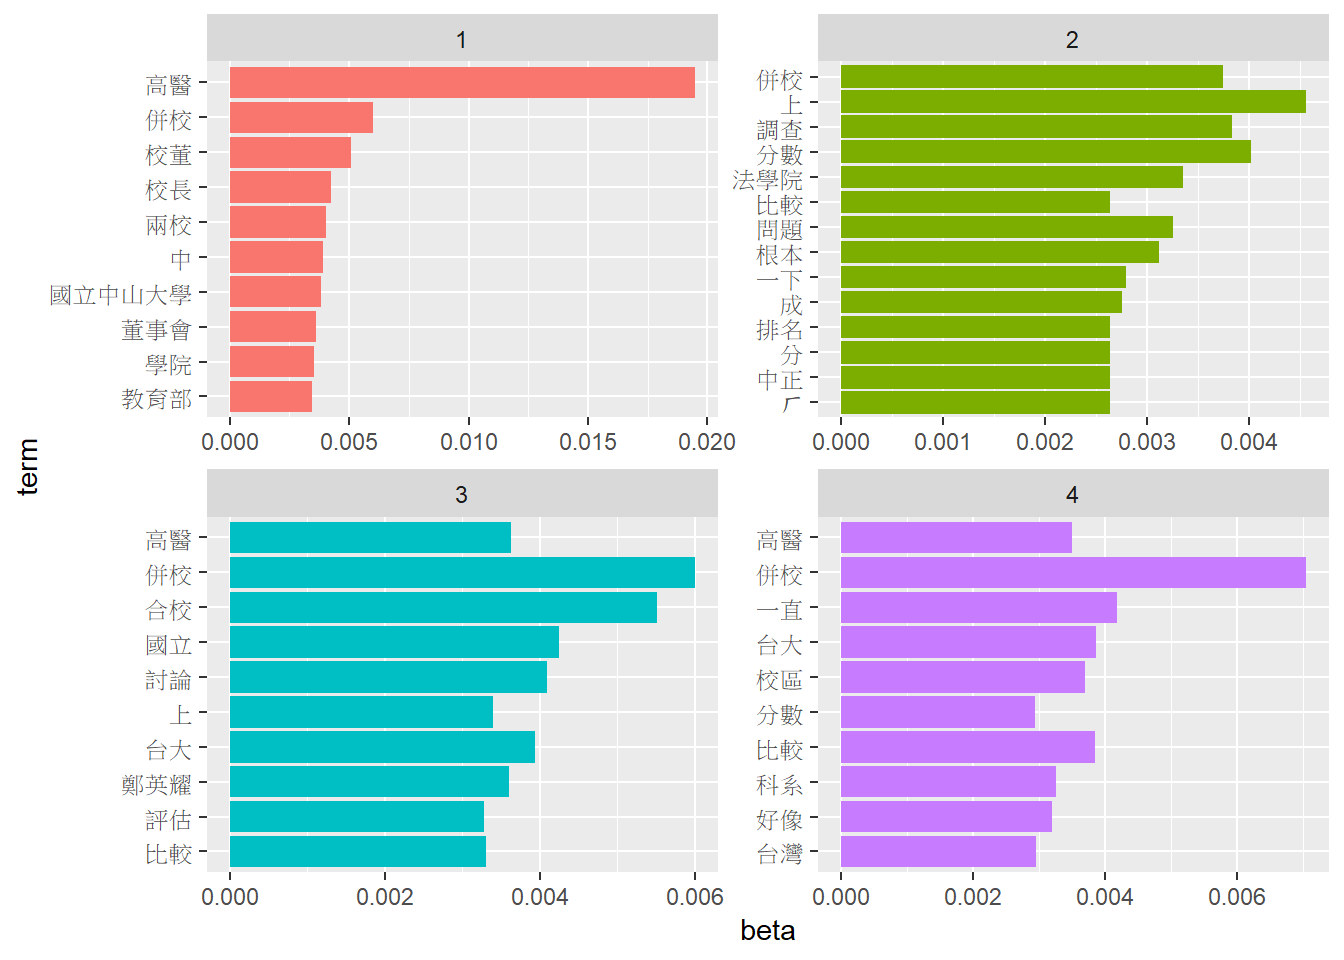 1
高醫
併校
校董
校長
兩校
中
國立中山大學
董事會
學院
教育部
0.000 0.005 0.010 0.015 0.020
2
併校
上
調查
分數
法學院
比較
問題
根本
一下
成
排名
分
中正
ㄏ
0.000 0.001 0.002 0.003 0.004
term
3
高醫
併校
合校
國立
討論
上
台大
鄭英耀
評估
比較
0.000 0.002 0.004 0.006
4
高醫
併校
一直
台大
校區
分數
比較
科系
好像
台灣
0.000 0.002 0.004 0.006
beta